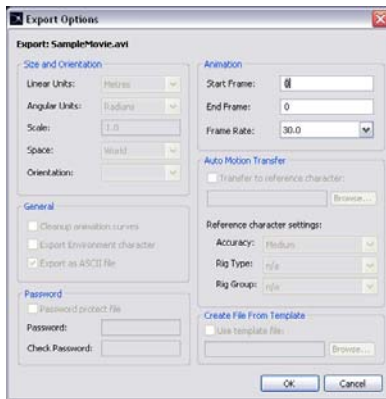 Export Options
Export: SampleMovie.avi
Size and Orientation
Linear Units: Metres
Angular Units: Radians
Scale: 1.0
Space: World
Orientation:
General
Cleanup animation curves
Export Environment character
Export as ASCII file
Password
Password protect file
Password:
Check Password:
Animation
Start Frame: 0
End Frame: 0
Frame Rate: 30.0
Auto Motion Transfer
Transfer to reference character:
Browse...
Reference character settings:
Accuracy: Medium
Rig Type: n/a
Rig Group: n/a
Create File From Template
Use template file:
Browse...
OK
Cancel